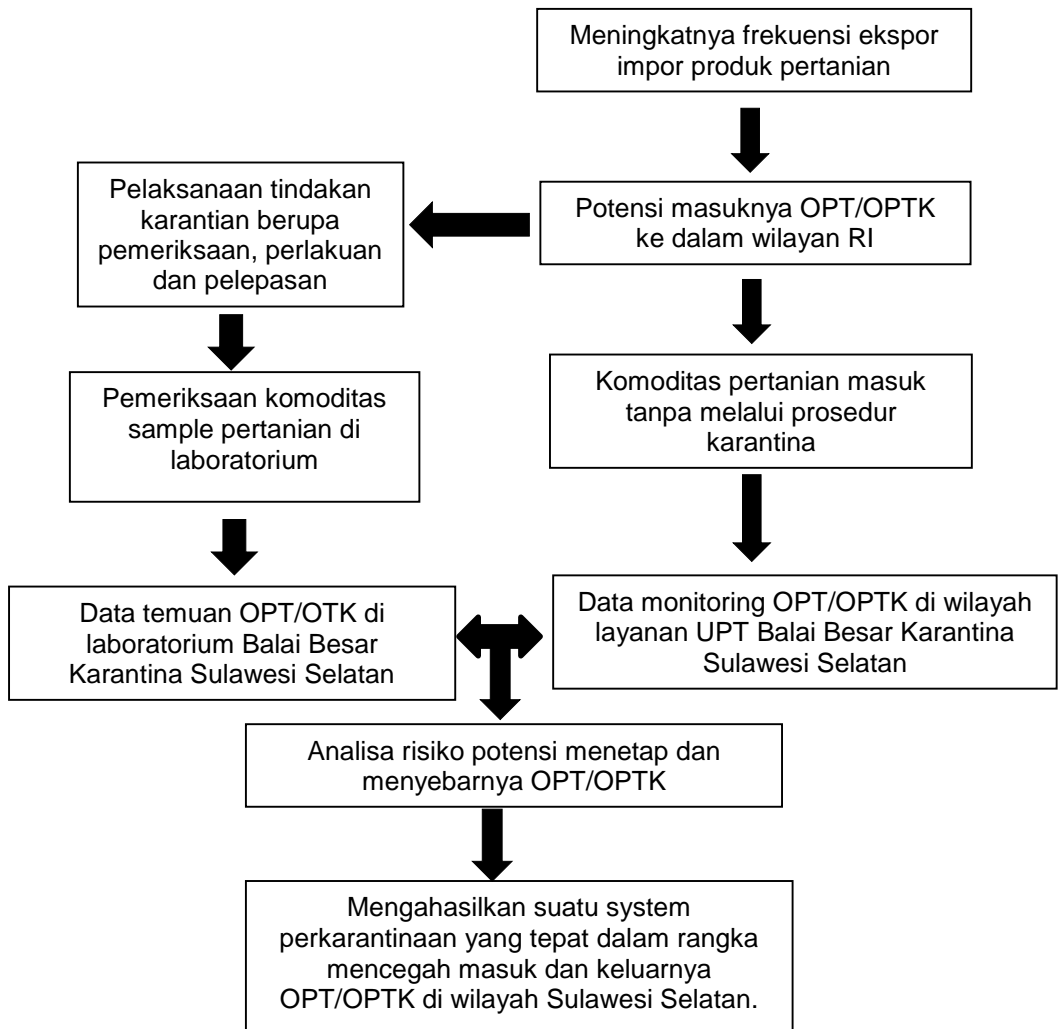 Meningkatnya frekuensi ekspor
impor produk pertanian
Pelaksanaan tindakan
karantian berupa
pemeriksaan, perlakuan
dan pelepasan
Potensi masuknya OPT/OPTK
ke dalam wilayan RI
Pemeriksaan komoditas
sample pertanian di
laboratorium
Komoditas pertanian masuk
tanpa melalui prosedur
karantina
Data temuan OPT/OTK di
laboratorium Balai Besar
Karantina Sulawesi Selatan
Data monitoring OPT/OPTK di wilayah
layanan UPT Balai Besar Karantina
Sulawesi Selatan
Analisa risiko potensi menetap dan
menyebarnya OPT/OPTK
Mengahasilkan suatu system
perkarantinaan yang tepat dalam rangka
mencegah masuk dan keluarnya
OPT/OPTK di wilayah Sulawesi Selatan.